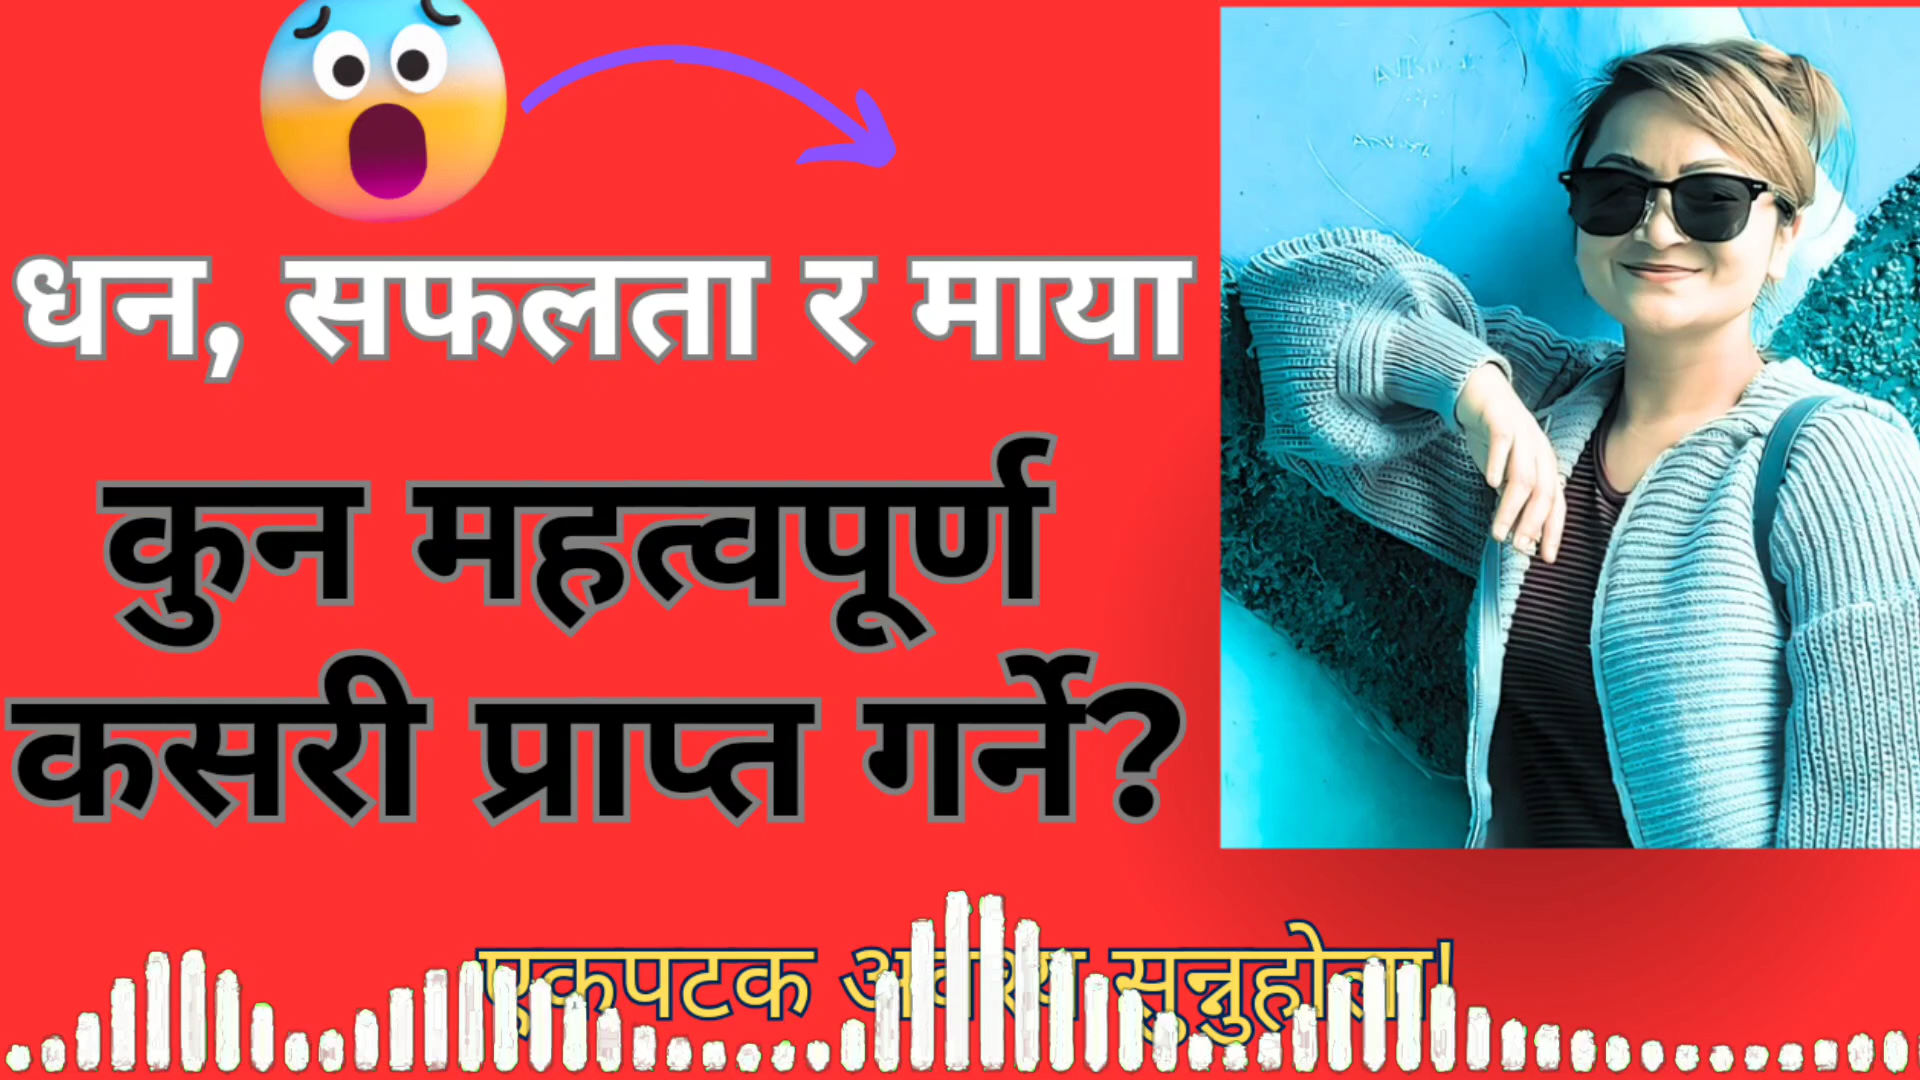 धन, सफलता र माया
कुन महत्वपूर्ण
कसरी प्राप्त गर्ने?
एकपटक अवश्य सुन्नुहोला!